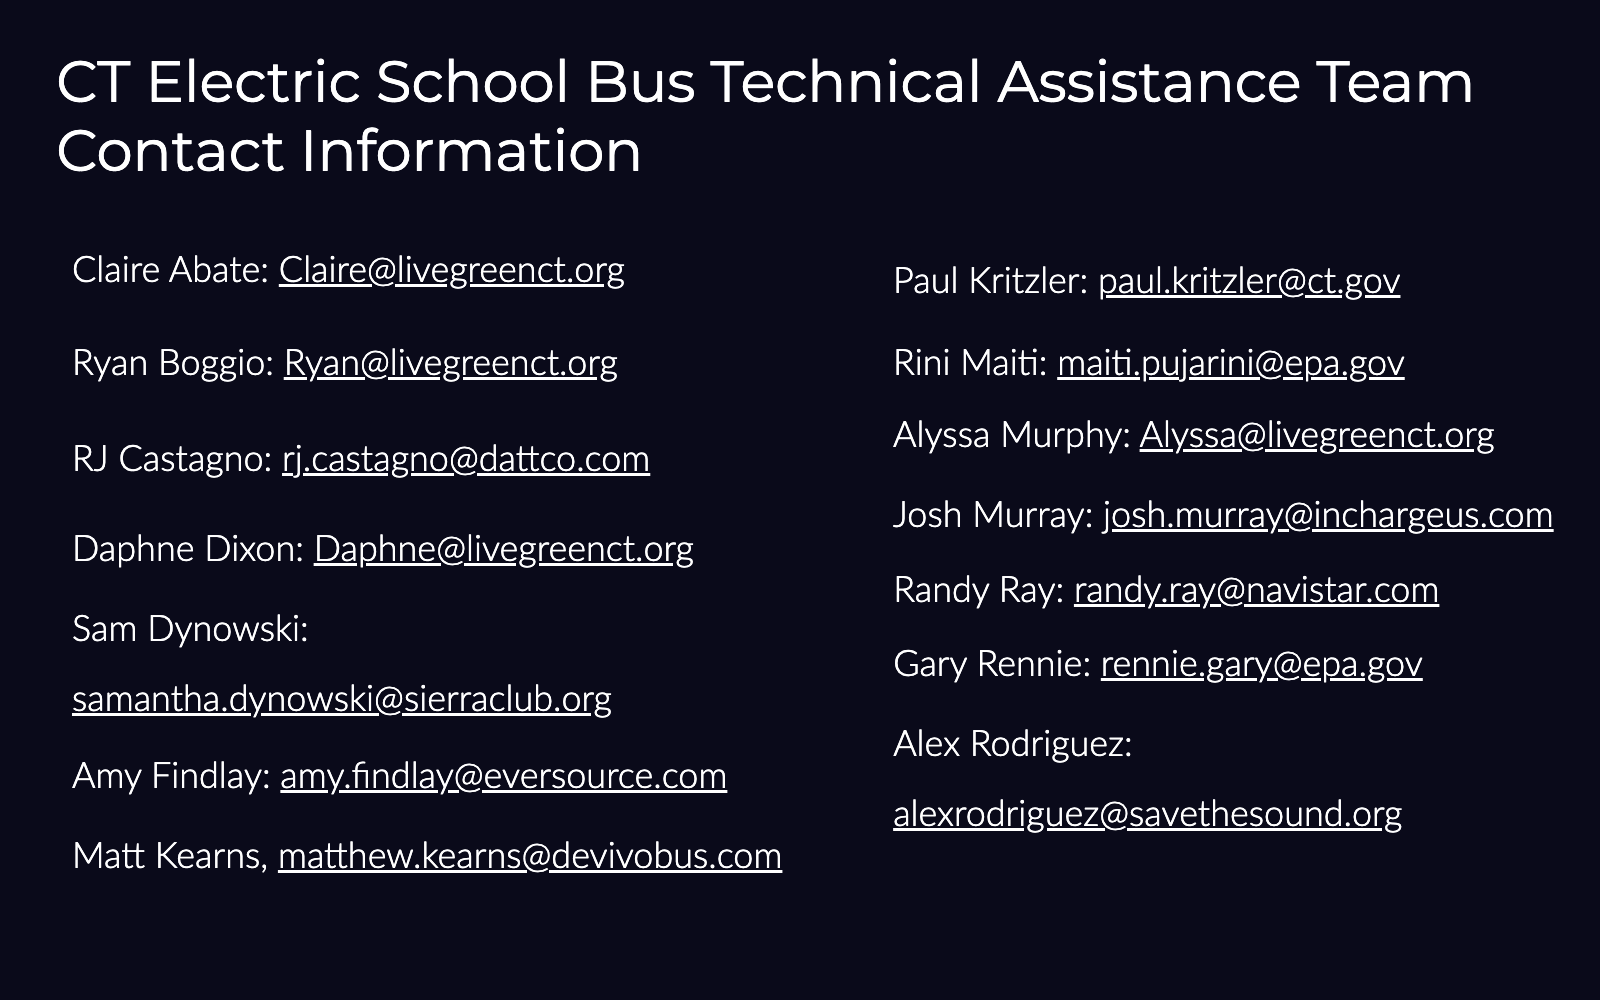 CT Electric School Bus Technical Assistance Team
Contact Information
Claire Abate: Claire@livegreenct.org
Ryan Boggio: Ryan@livegreenct.org
RJ Castagno: rj.castagno@dattco.com
Daphne Dixon: Daphne@livegreenct.org
Sam Dynowski:
samantha.dynowski@sierraclub.org
Amy Findlay: amy.findlay@eversource.com
Matt Kearns, matthew.kearns@devivobus.com
Paul Kritzler: paul.kritzler@ct.gov
Rini Maiti: maiti.pujarini@epa.gov
Alyssa Murphy: Alyssa@livegreenct.org
Josh Murray: josh.murray@inchargeus.com
Randy Ray: randy.ray@navistar.com
Gary Rennie: rennie.gary@epa.gov
Alex Rodriguez:
alexrodriguez@savethesound.org